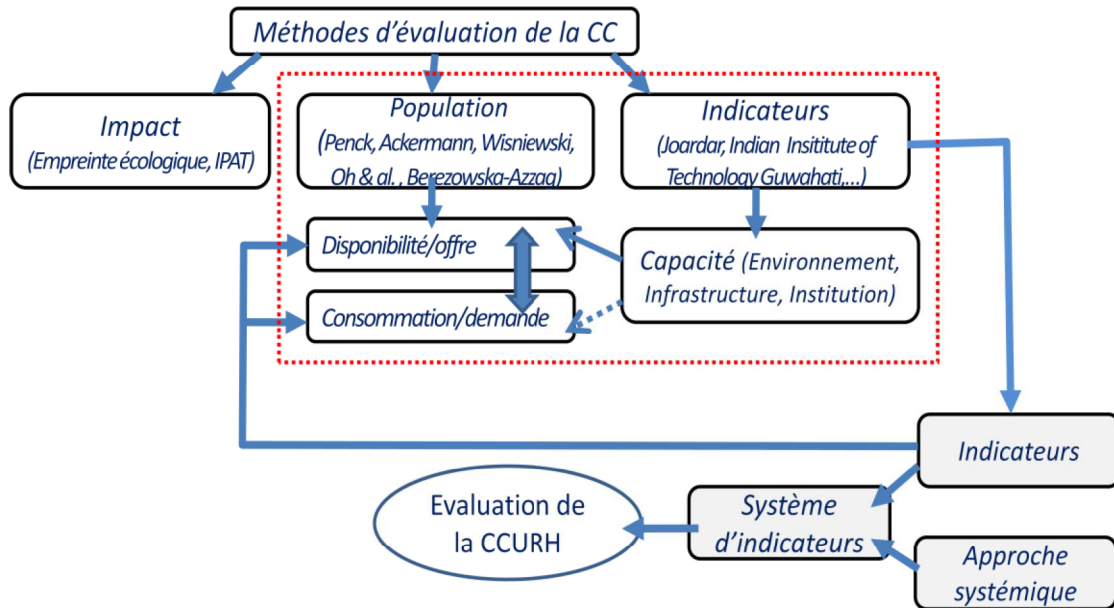 Méthodes d'évaluation de la CC
Impact
(Empreinte écologique, IPAT)
Population
(Penck, Ackermann, Wisniewski,
Oh & al. , Berezowska-Azzag)
Indicateurs
(Joardar, Indian Insititute of
Technology Guwahati,...)
Disponibilité/offre
Consommation/demande
Capacité (Environnement,
Infrastructure, Institution)
Indicateurs
Evaluation de
la CCURH
Système
d'indicateurs
Approche
systémique